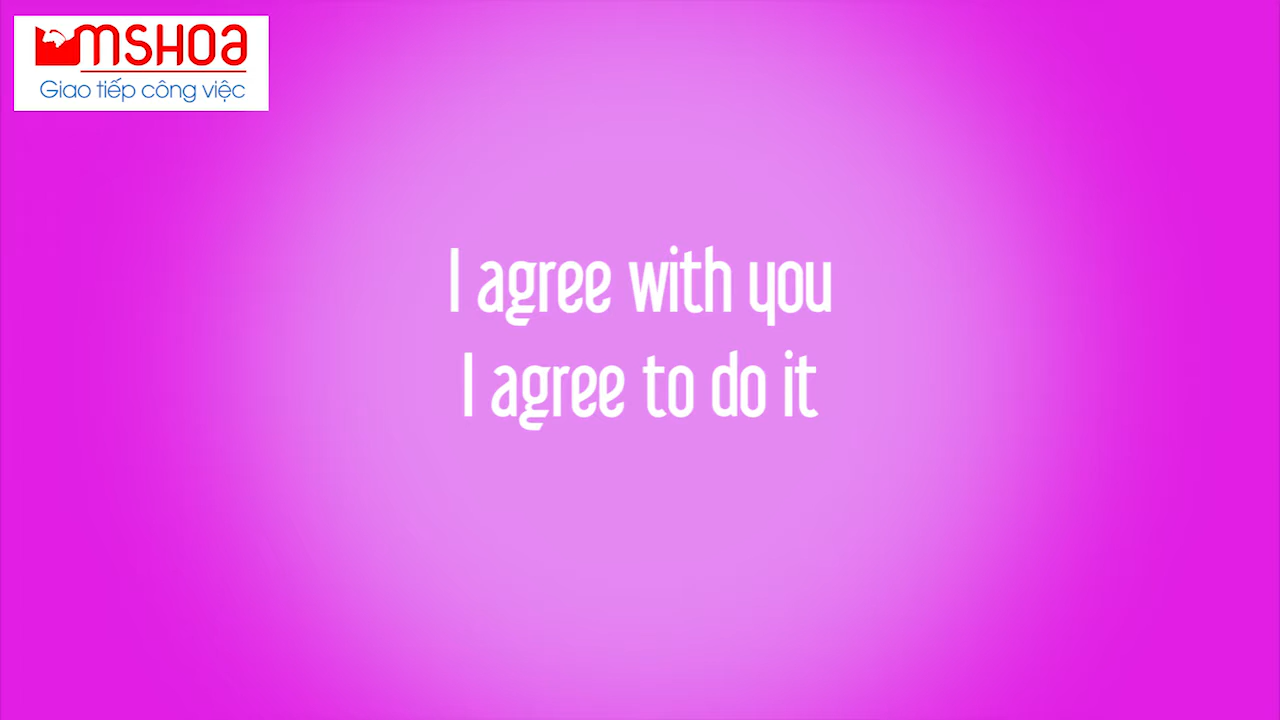 MSHOA
Giao tiếp công việc
I agree with you
I agree to do it